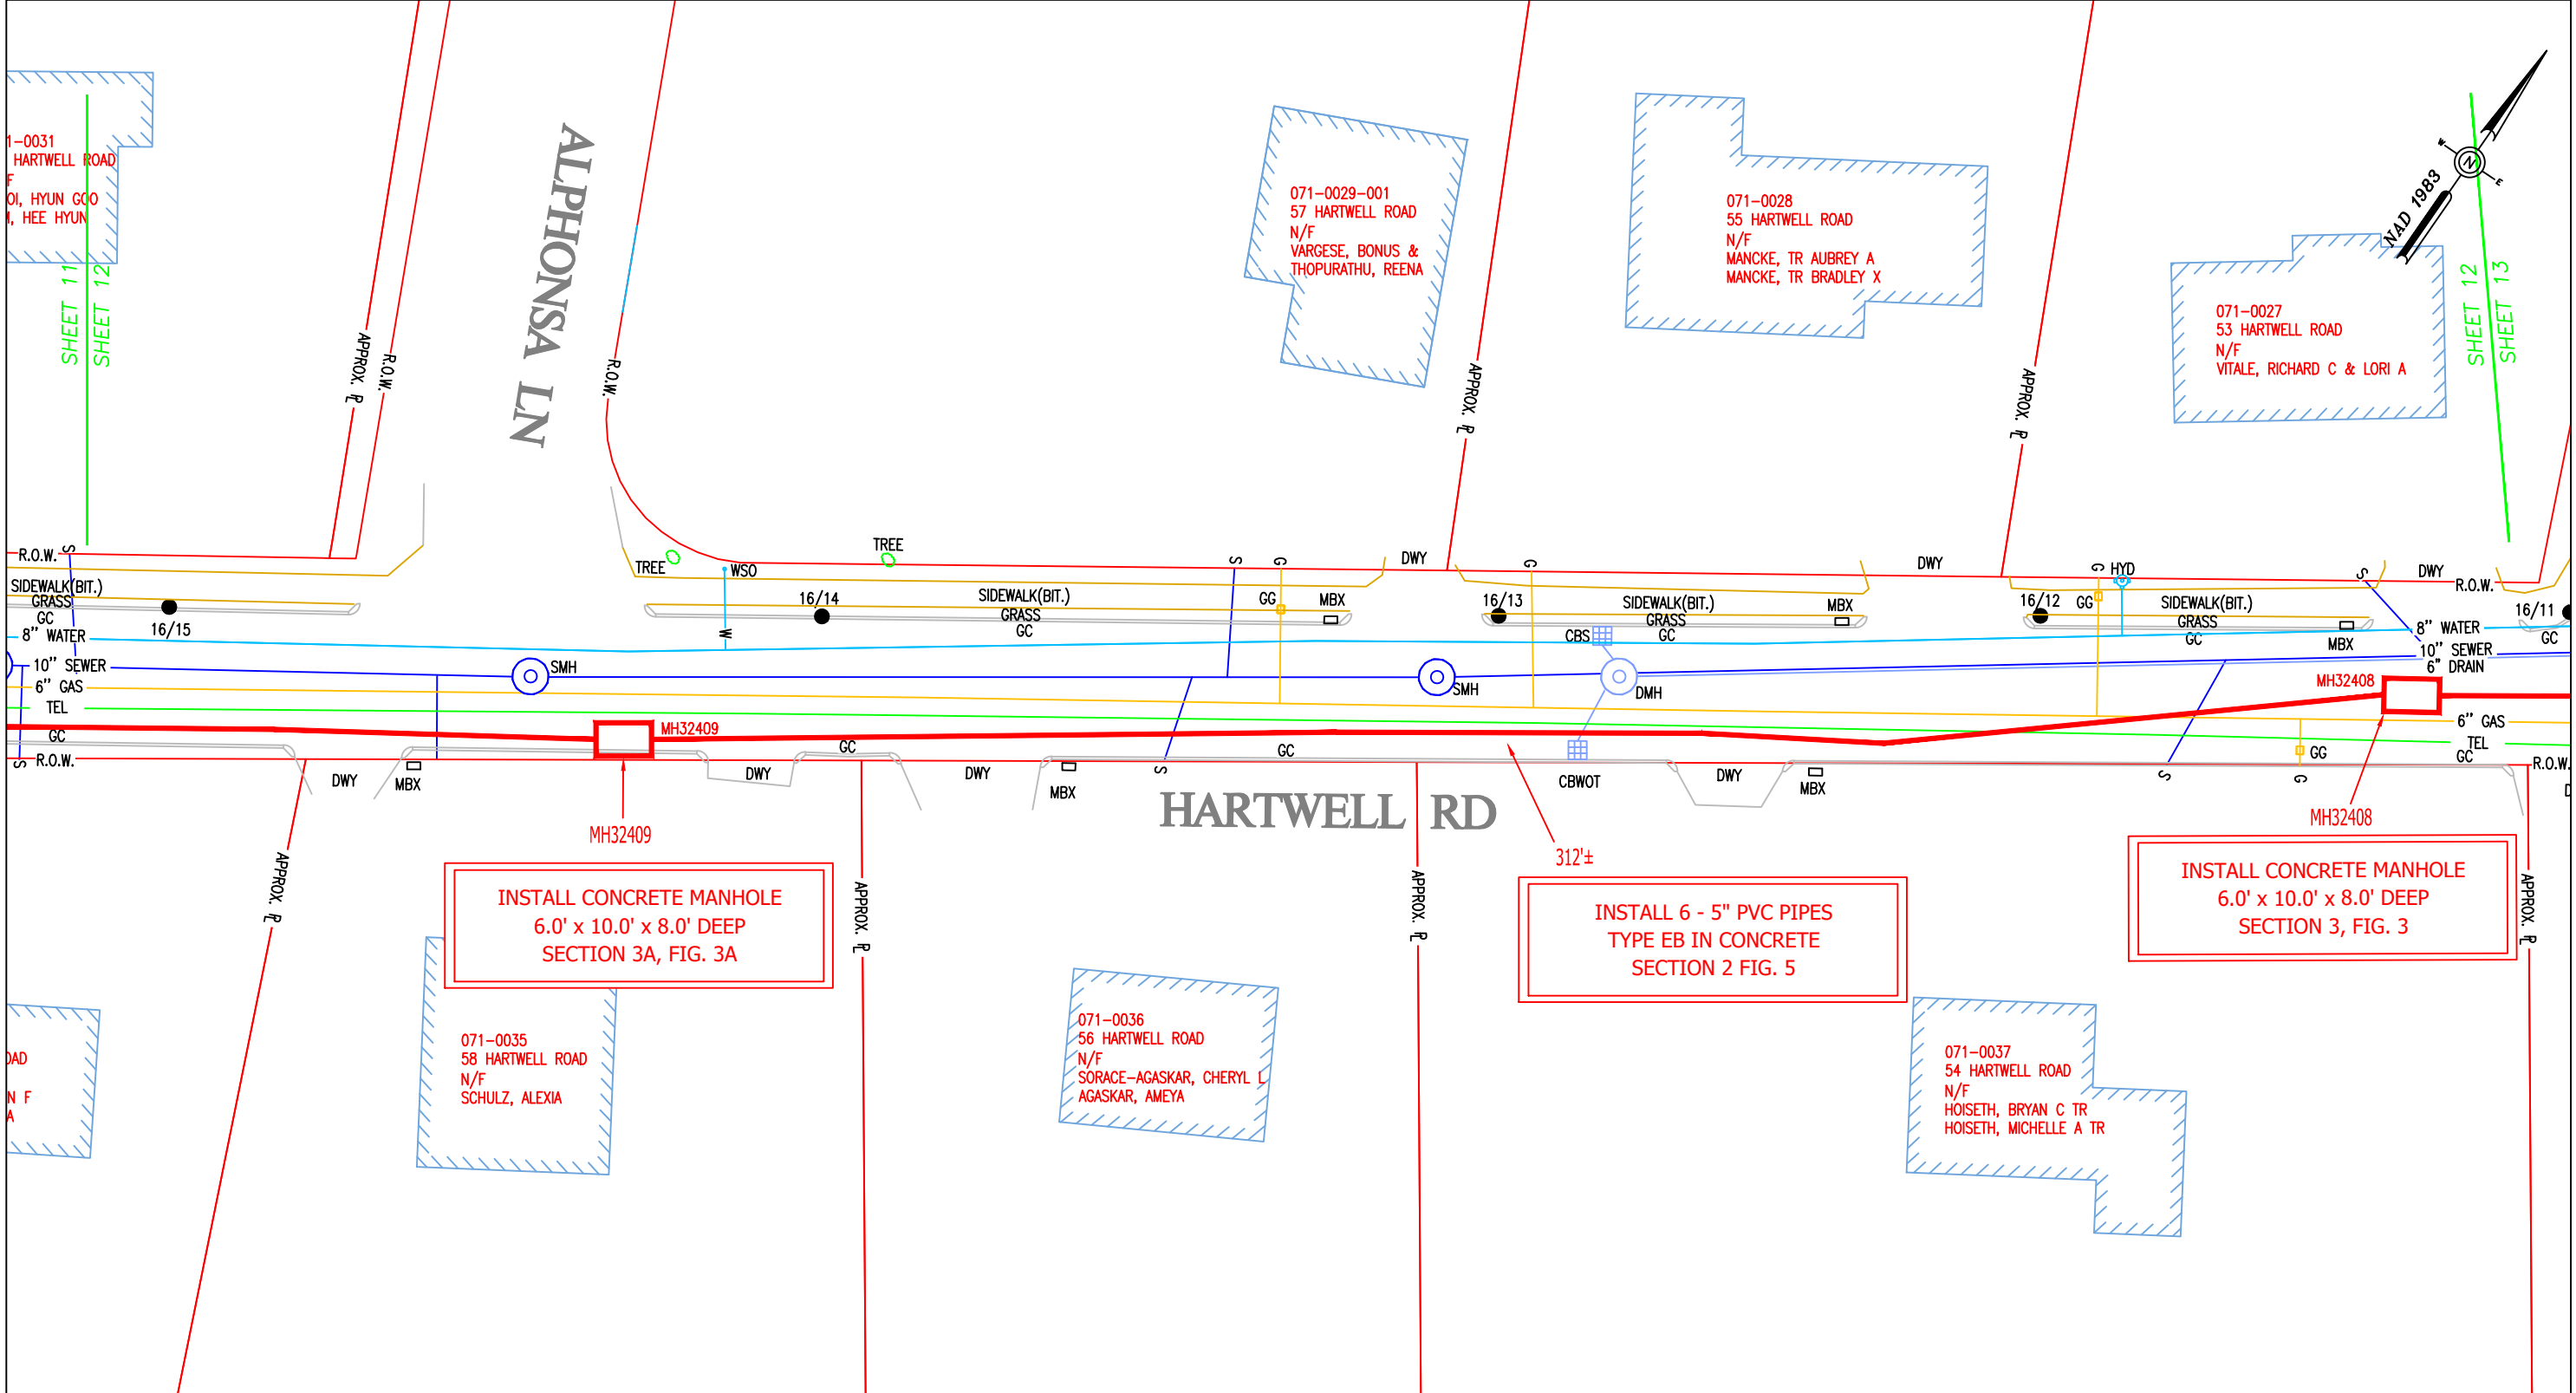 1-0031
HARTWELL ROAD
F
OI, HYUN GOO
, HEE HYUN
SHEET 11
SHEET 12
APPROX. PL
R.O.W.
ALPHONSA LN
R.O.W.
071-0029-001
57 HARTWELL ROAD
N/F
VARGESE, BONUS &
THOPURATHU, REENA
APPROX. PL
071-0028
55 HARTWELL ROAD
N/F
MANCKE, TR AUBREY A
MANCKE, TR BRADLEY X
APPROX. PL
071-0027
53 HARTWELL ROAD
N/F
VITALE, RICHARD C & LORI A
NAD 1983
W
N
E
SHEET 12
SHEET 13
R.O.W.
S
SIDEWALK(BIT.)
GRASS
GC
16/15
8" WATER
10" SEWER
6" GAS
TEL
GC
S
R.O.W.
TREE
WSO
TREE
16/14
SIDEWALK(BIT.)
GRASS
GC
W
S
G
GG
MBX
DWY
G
16/13
SIDEWALK(BIT.)
GRASS
GC
CBS
MBX
DWY
G
HYD
16/12
GG
SIDEWALK(BIT.)
GRASS
GC
S
MBX
DWY
R.O.W.
16/11
8" WATER
GC
10" SEWER
6" DRAIN
SMH
SMH
DMH
MH32409
MH32408
6" GAS
TEL
GC
R.O.W.
GG
G
S
DWY
MBX
DWY
GC
DWY
MBX
S
GC
CBWOT
DWY
MBX
HARTWELL RD
MH32409
312'±
MH32408
INSTALL CONCRETE MANHOLE
6.0' x 10.0' x 8.0' DEEP
SECTION 3A, FIG. 3A
INSTALL 6 - 5" PVC PIPES
TYPE EB IN CONCRETE
SECTION 2 FIG. 5
INSTALL CONCRETE MANHOLE
6.0' x 10.0' x 8.0' DEEP
SECTION 3, FIG. 3
APPROX. PL
APPROX. PL
APPROX. PL
APPROX. PL
OAD
N F
A
071-0035
58 HARTWELL ROAD
N/F
SCHULZ, ALEXIA
071-0036
56 HARTWELL ROAD
N/F
SORACE-AGASKAR, CHERYL L
AGASKAR, AMEYA
071-0037
54 HARTWELL ROAD
N/F
HOISETH, BRYAN C TR
HOISETH, MICHELLE A TR